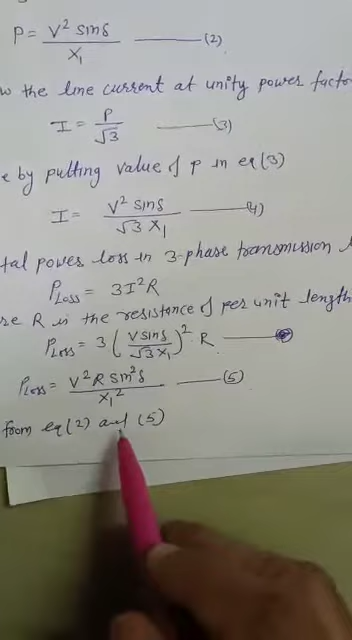 P = V² sinδ / X₁ ——— (2)
the line current at unity power facto
I = P / √3 ——— (3)
by putting value of p in eq (3)
I = V² sinδ / √3 X₁ ——— 4)
tal power loss in 3-phase transmission
P_Loss = 3I²R
re R is the resistance of per unit length
P_Loss = 3 (V sinδ / √3 X₁)² R ———
P_Loss = V² R sin²δ / X₁² ——— (5)
from eq (2) and (5)